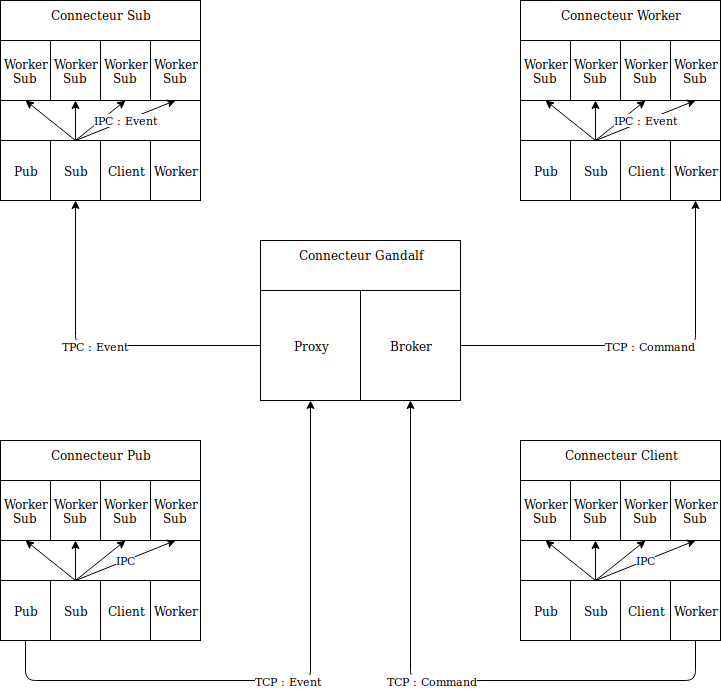 Connecteur Sub
Worker Sub
Worker Sub
Worker Sub
Worker Sub
IPC : Event
Pub
Sub
Client
Worker
Connecteur Worker
Worker Sub
Worker Sub
Worker Sub
Worker Sub
IPC : Event
Pub
Sub
Client
Worker
Connecteur Gandalf
Proxy
Broker
TPC : Event
TCP : Command
Connecteur Pub
Worker Sub
Worker Sub
Worker Sub
Worker Sub
IPC
Pub
Sub
Client
Worker
TCP : Event
Connecteur Client
Worker Sub
Worker Sub
Worker Sub
Worker Sub
IPC
Pub
Sub
Client
Worker
TCP : Command